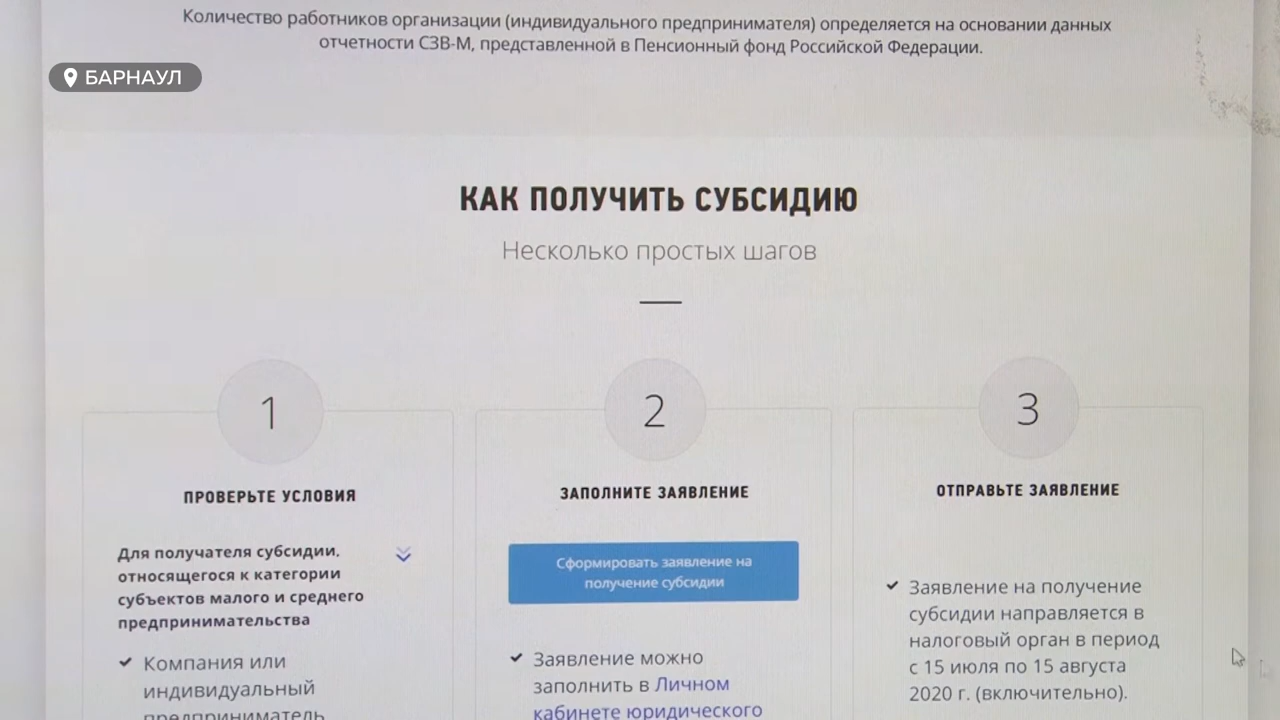 Количество работников организации (индивидуального предпринимателя) определяется на основании данных
отчетности СЗВ-М, представленной в Пенсионный фонд Российской Федерации.
БАРНАУЛ
КАК ПОЛУЧИТЬ СУБСИДИЮ
Несколько простых шагов
1
ПРОВЕРЬТЕ УСЛОВИЯ
Для получателя субсидии,
относящегося к категории
субъектов малого и среднего
предпринимательства
Компания или
индивидуальный
предприниматель
2
ЗАПОЛНИТЕ ЗАЯВЛЕНИЕ
Сформировать заявление на
получение субсидии
Заявление можно
заполнить в Личном
кабинете юридического
3
ОТПРАВЬТЕ ЗАЯВЛЕНИЕ
Заявление на получение
субсидии направляется в
налоговый орган в период
с 15 июля по 15 августа
2020 г. (включительно).